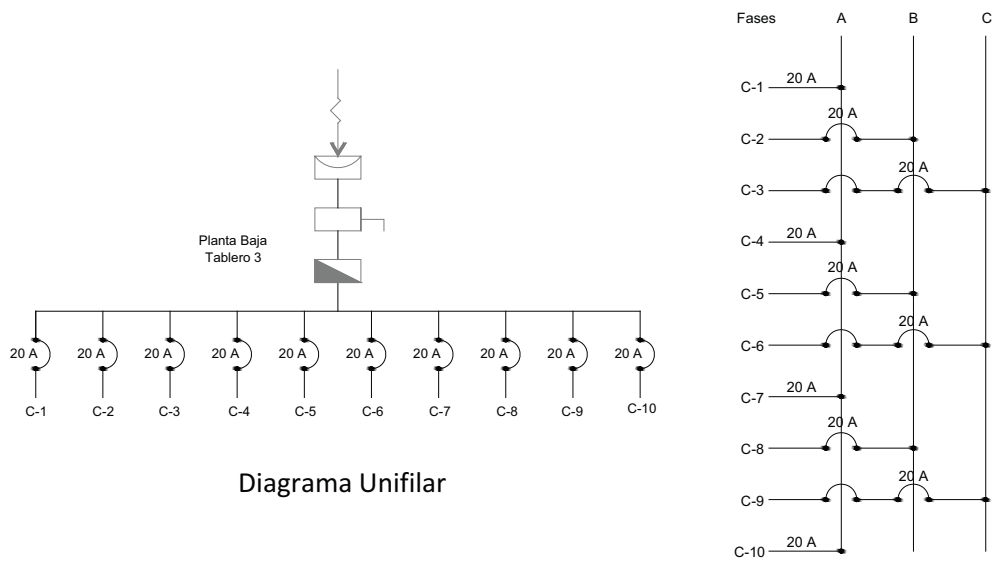 Planta Baja
Tablero 3
20 A 20 A 20 A 20 A 20 A 20 A 20 A 20 A 20 A 20 A
C-1 C-2 C-3 C-4 C-5 C-6 C-7 C-8 C-9 C-10
Diagrama Unifilar
Fases A B C
C-1 20 A
20 A
C-2
20 A
C-3
C-4 20 A
20 A
C-5
20 A
C-6
C-7 20 A
20 A
C-8
20 A
C-9
C-10 20 A